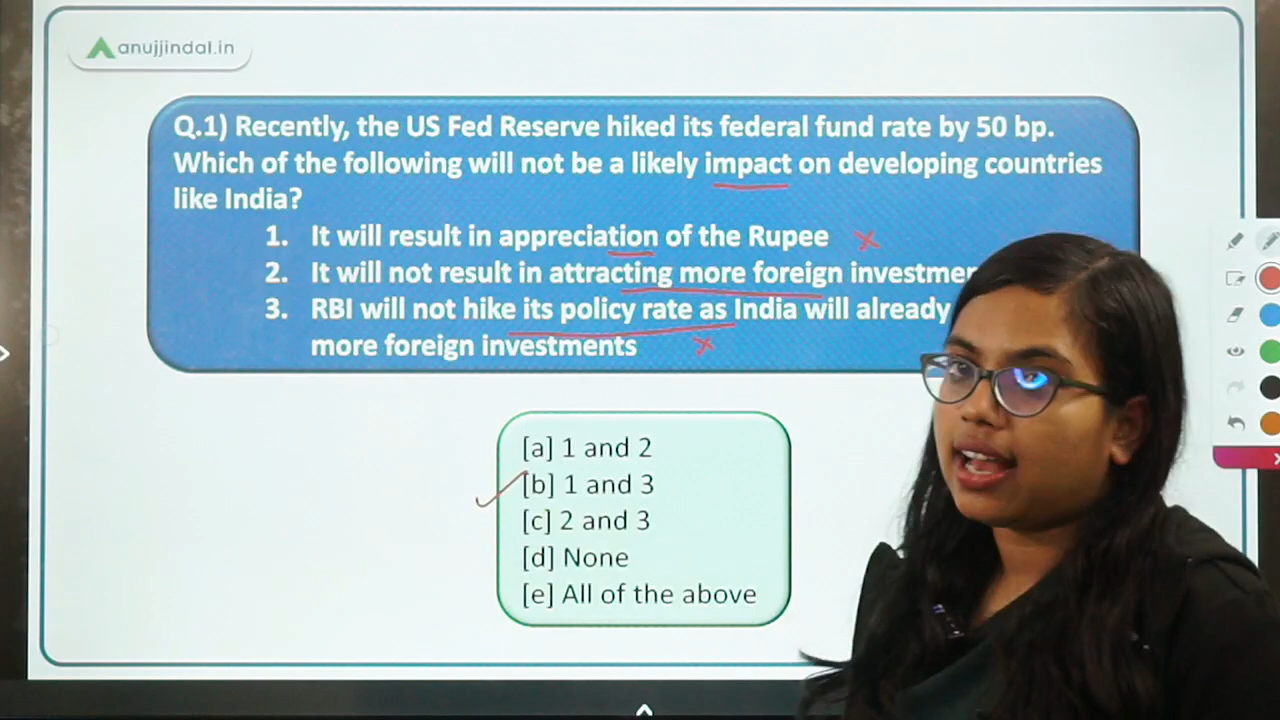 anujjindal.in
Q.1) Recently, the US Fed Reserve hiked its federal fund rate by 50 bp.
Which of the following will not be a likely impact on developing countries
like India?
1. It will result in appreciation of the Rupee
2. It will not result in attracting more foreign
3. RBI will not hike its policy rate as India will already
more foreign investments
[a] 1 and 2
[b] 1 and 3
[c] 2 and 3
[d] None
[e] All of the above